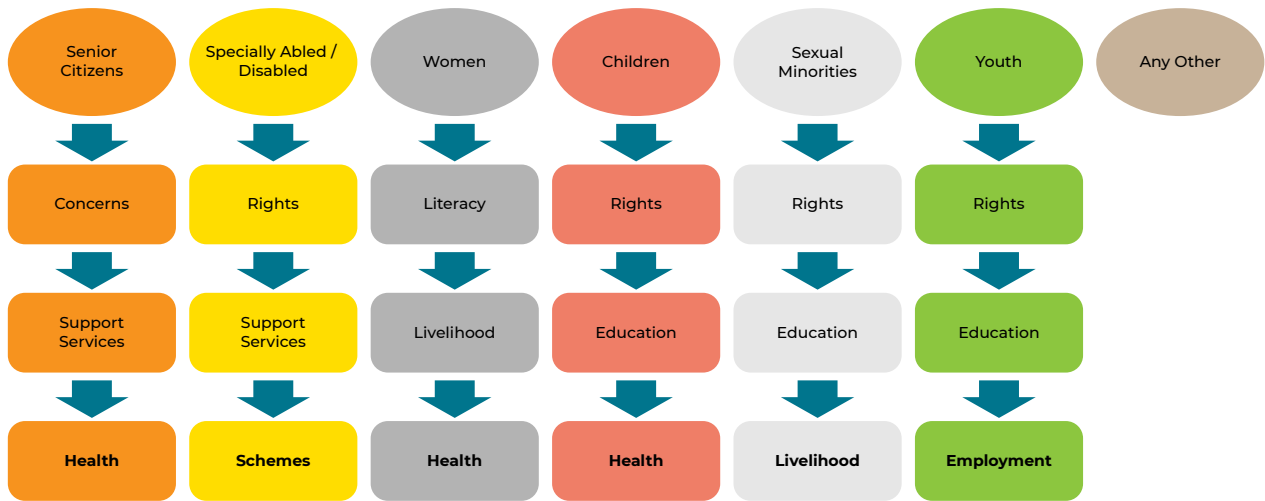 Senior
Citizens
Specially Abled /
Disabled
Women
Children
Sexual
Minorities
Youth
Any Other
Concerns
Rights
Literacy
Rights
Rights
Rights
Support
Services
Support
Services
Livelihood
Education
Education
Education
Health
Schemes
Health
Health
Livelihood
Employment